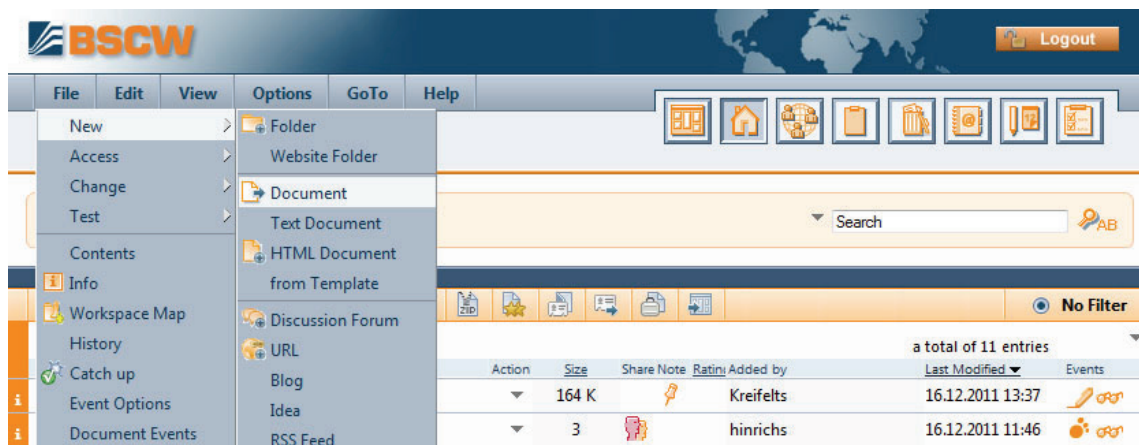 BSCW
Logout
File Edit View Options GoTo Help
New Folder
Access Website Folder
Change Document
Test Text Document
Search
AB
Contents HTML Document
Info from Template
ZIP
No Filter
Workspace Map Discussion Forum
History URL
a total of 11 entries
Catch up Blog
Action Size Share Note Rating Added by Last Modified Events
Event Options Idea
164 K Kreifelts 16.12.2011 13:37
Document Events RSS Feed
3 hinrichs 16.12.2011 11:46